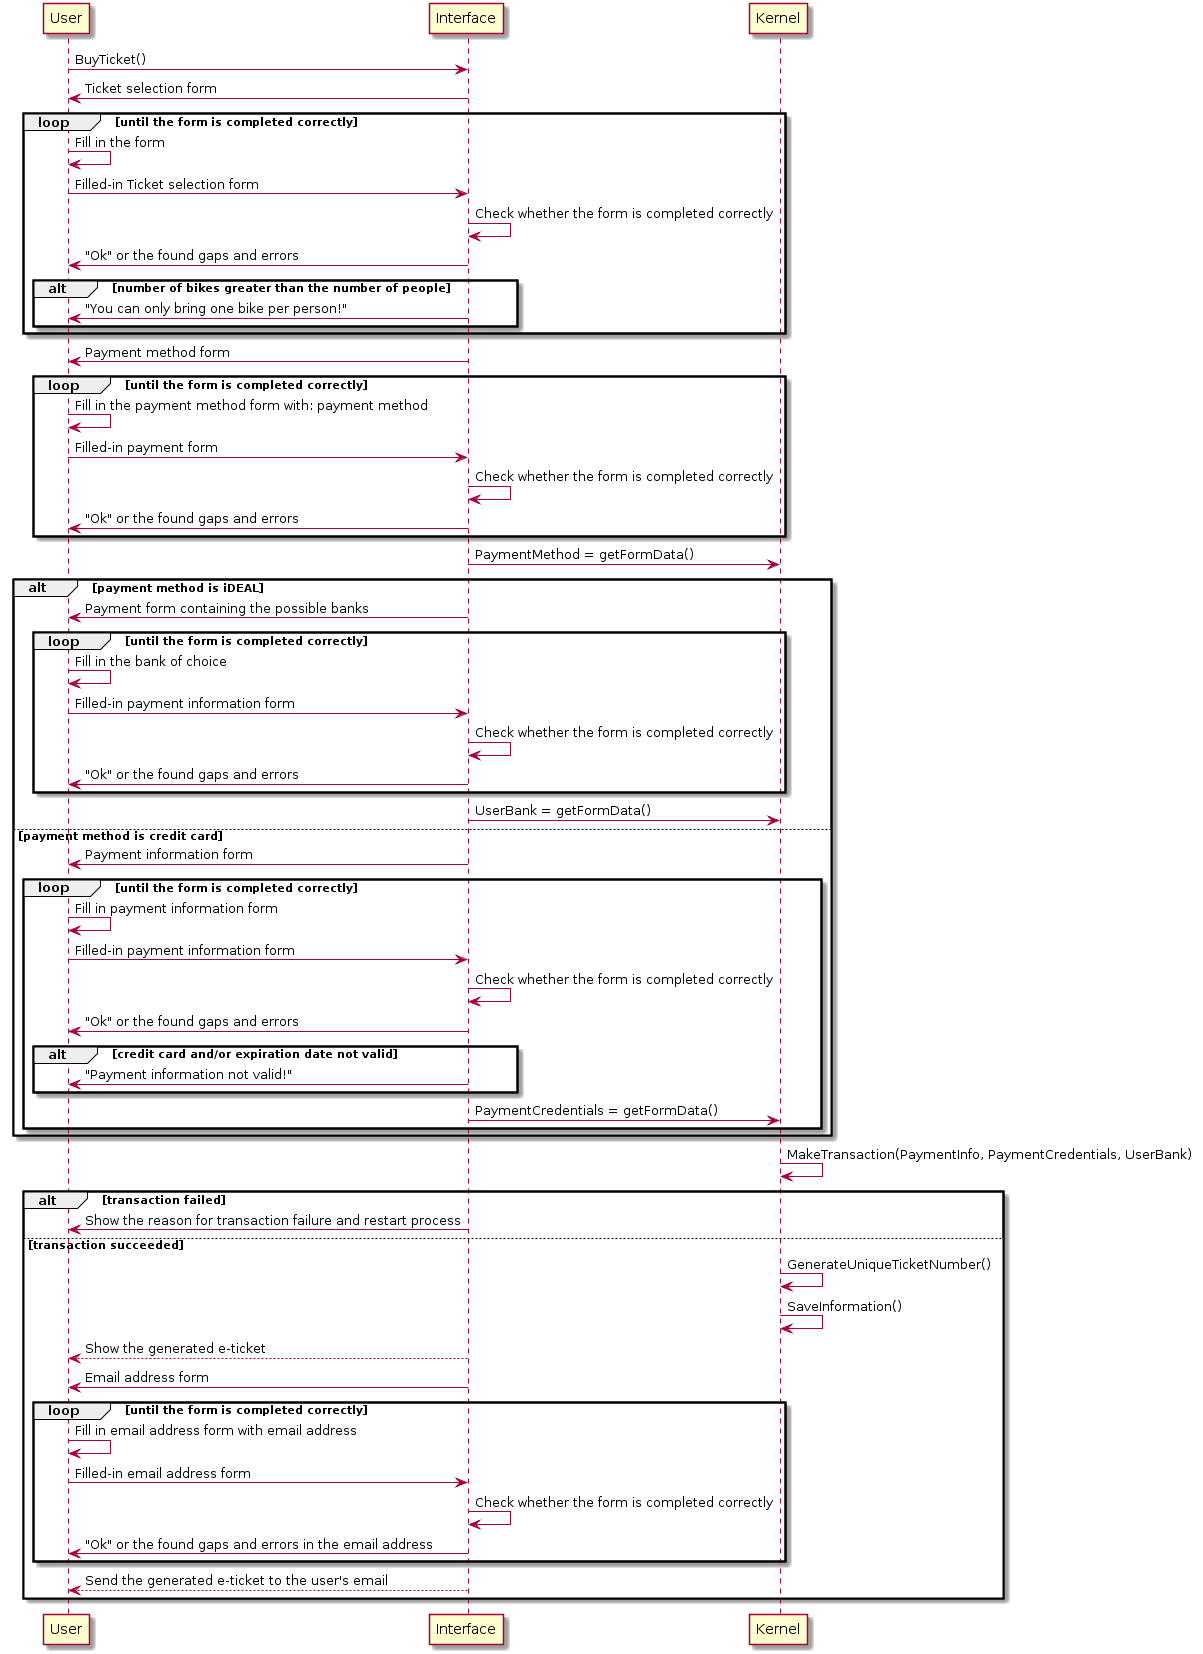 User Interface Kernel
BuyTicket()
Ticket selection form
loop [until the form is completed correctly]
Fill in the form
Filled-in Ticket selection form
Check whether the form is completed correctly
"Ok" or the found gaps and errors
alt [number of bikes greater than the number of people]
"You can only bring one bike per person!"
Payment method form
loop [until the form is completed correctly]
Fill in the payment method form with: payment method
Filled-in payment form
Check whether the form is completed correctly
"Ok" or the found gaps and errors
PaymentMethod = getFormData()
alt [payment method is iDEAL]
Payment form containing the possible banks
loop [until the form is completed correctly]
Fill in the bank of choice
Filled-in payment information form
Check whether the form is completed correctly
"Ok" or the found gaps and errors
UserBank = getFormData()
[payment method is credit card]
Payment information form
loop [until the form is completed correctly]
Fill in payment information form
Filled-in payment information form
Check whether the form is completed correctly
"Ok" or the found gaps and errors
alt [credit card and/or expiration date not valid]
"Payment information not valid!"
PaymentCredentials = getFormData()
MakeTransaction(PaymentInfo, PaymentCredentials, UserBank)
alt [transaction failed]
Show the reason for transaction failure and restart process
[transaction succeeded]
GenerateUniqueTicketNumber()
SaveInformation()
Show the generated e-ticket
Email address form
loop [until the form is completed correctly]
Fill in email address form with email address
Filled-in email address form
Check whether the form is completed correctly
"Ok" or the found gaps and errors in the email address
Send the generated e-ticket to the user's email
User Interface Kernel